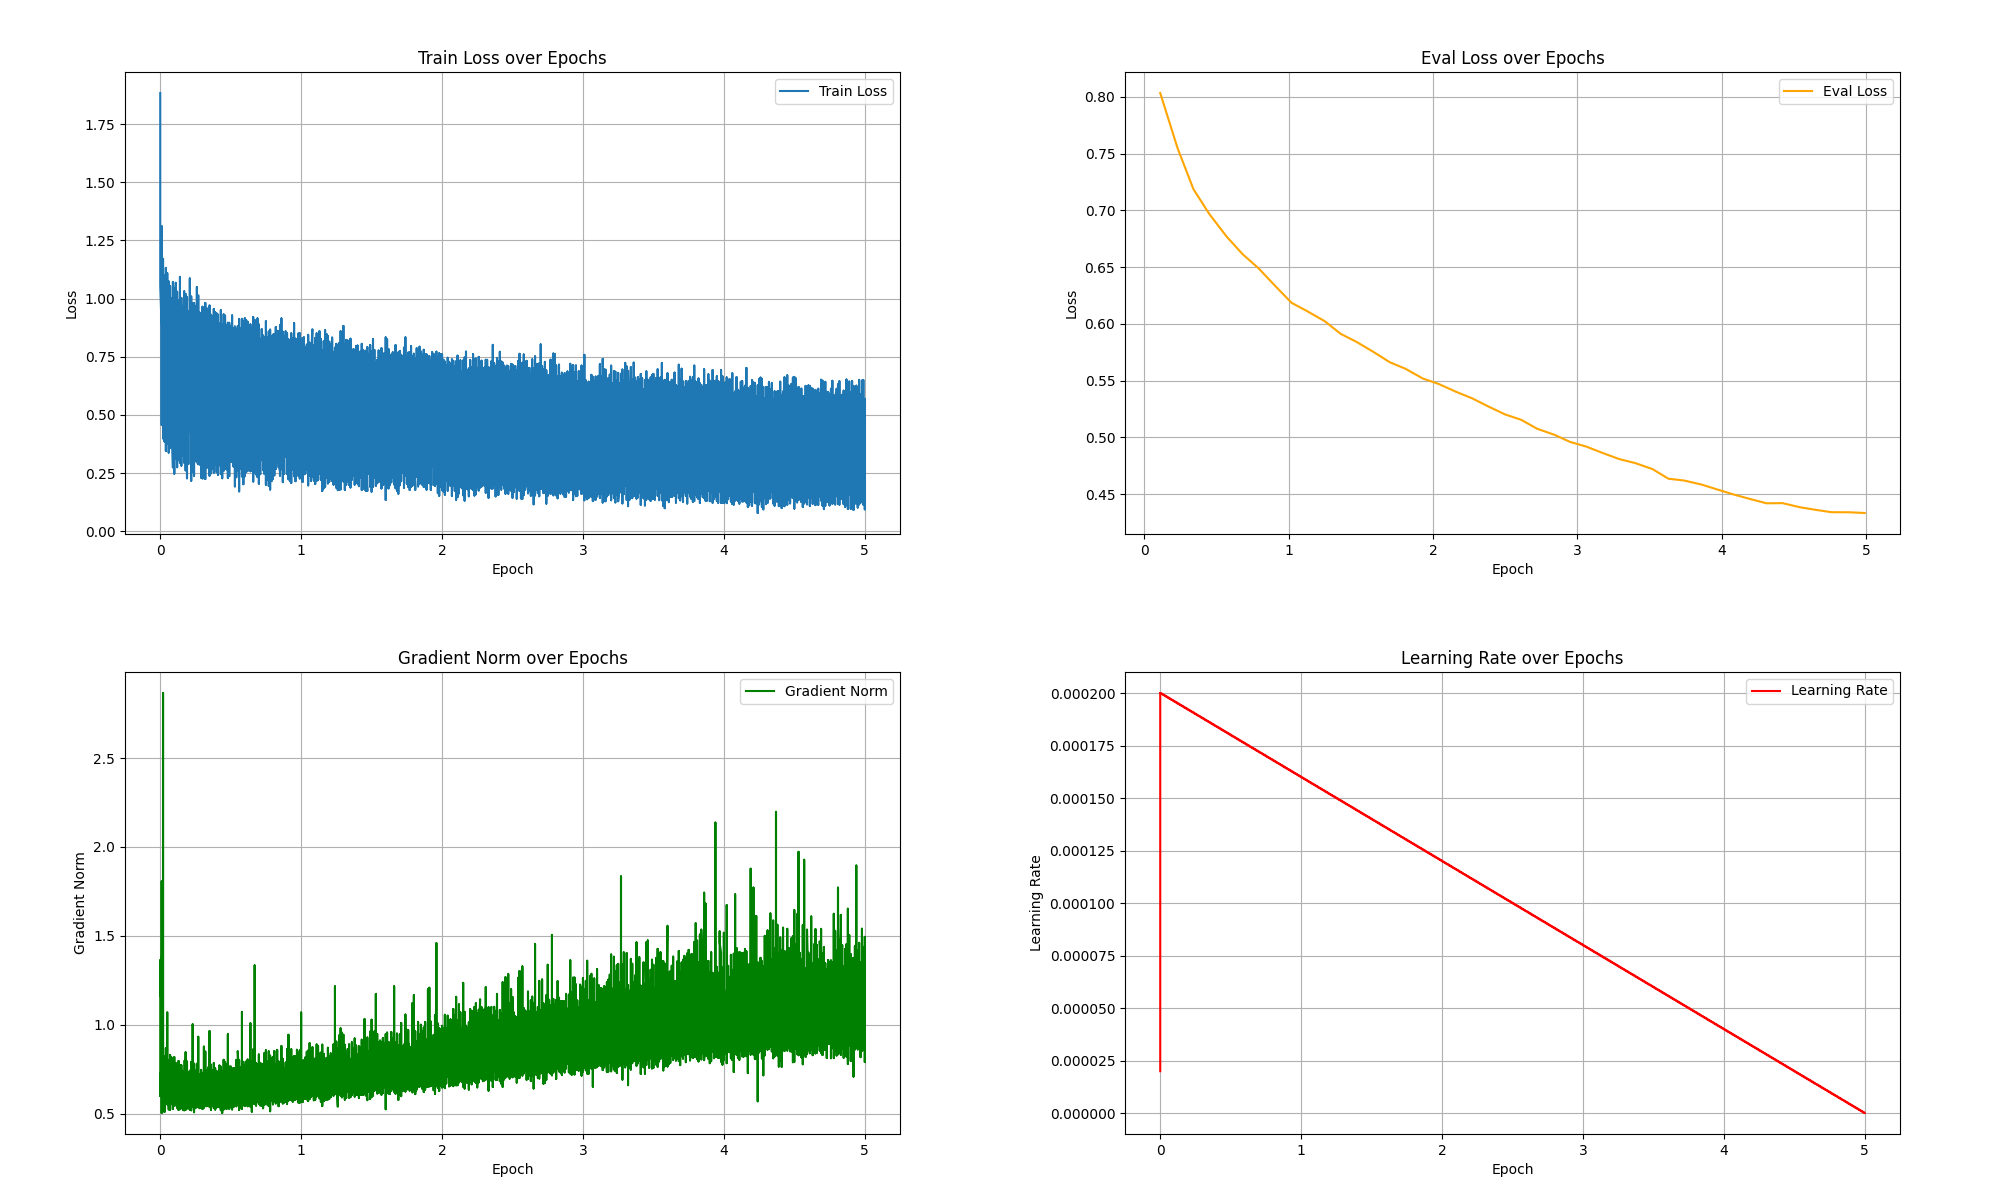 Train Loss over Epochs
Train Loss
1.75
1.50
1.25
1.00
0.75
0.50
0.25
0.00
Loss
0 1 2 3 4 5
Epoch
Eval Loss over Epochs
Eval Loss
0.80
0.75
0.70
0.65
0.60
0.55
0.50
0.45
Loss
0 1 2 3 4 5
Epoch
Gradient Norm over Epochs
Gradient Norm
2.5
2.0
1.5
1.0
0.5
Gradient Norm
0 1 2 3 4 5
Epoch
Learning Rate over Epochs
Learning Rate
0.000200
0.000175
0.000150
0.000125
0.000100
0.000075
0.000050
0.000025
0.000000
Learning Rate
0 1 2 3 4 5
Epoch